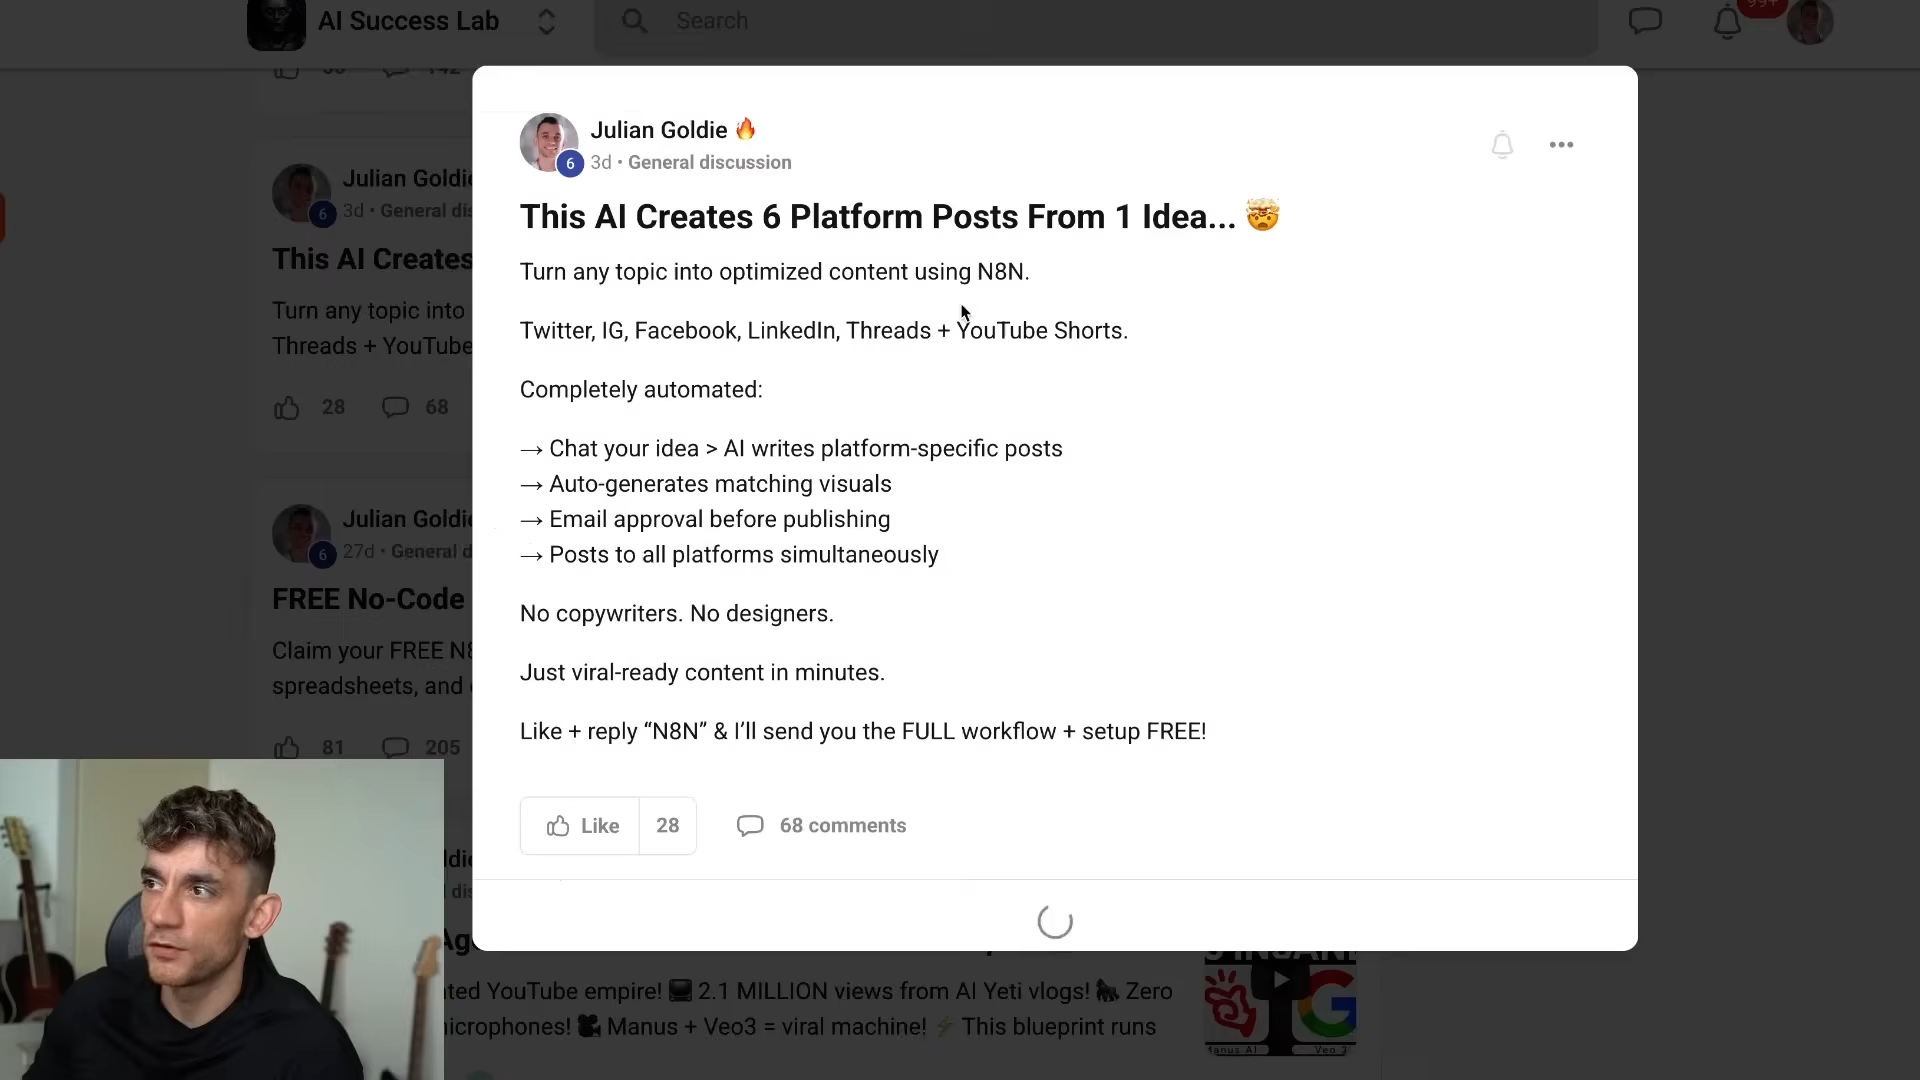 AI Success Lab
Search
99+
Julian Goldie
6
3d • General
This AI Creates
Turn any topic into
Threads + YouTube
28 68
Julian Goldie
6
27d • General
FREE No-Code
Claim your FREE
spreadsheets, and
81 205
Julian Goldie 🔥
6
3d • General discussion
This AI Creates 6 Platform Posts From 1 Idea... 🤯
Turn any topic into optimized content using N8N.
Twitter, IG, Facebook, LinkedIn, Threads + YouTube Shorts.
Completely automated:
→ Chat your idea > AI writes platform-specific posts
→ Auto-generates matching visuals
→ Email approval before publishing
→ Posts to all platforms simultaneously
No copywriters. No designers.
Just viral-ready content in minutes.
Like + reply “N8N” & I’ll send you the FULL workflow + setup FREE!
Like 28 68 comments
YouTube empire! 2.1 MILLION views from AI Yeti vlogs! Zero
Manus + Veo3 = viral machine! ⚡ This blueprint runs
Manus AI